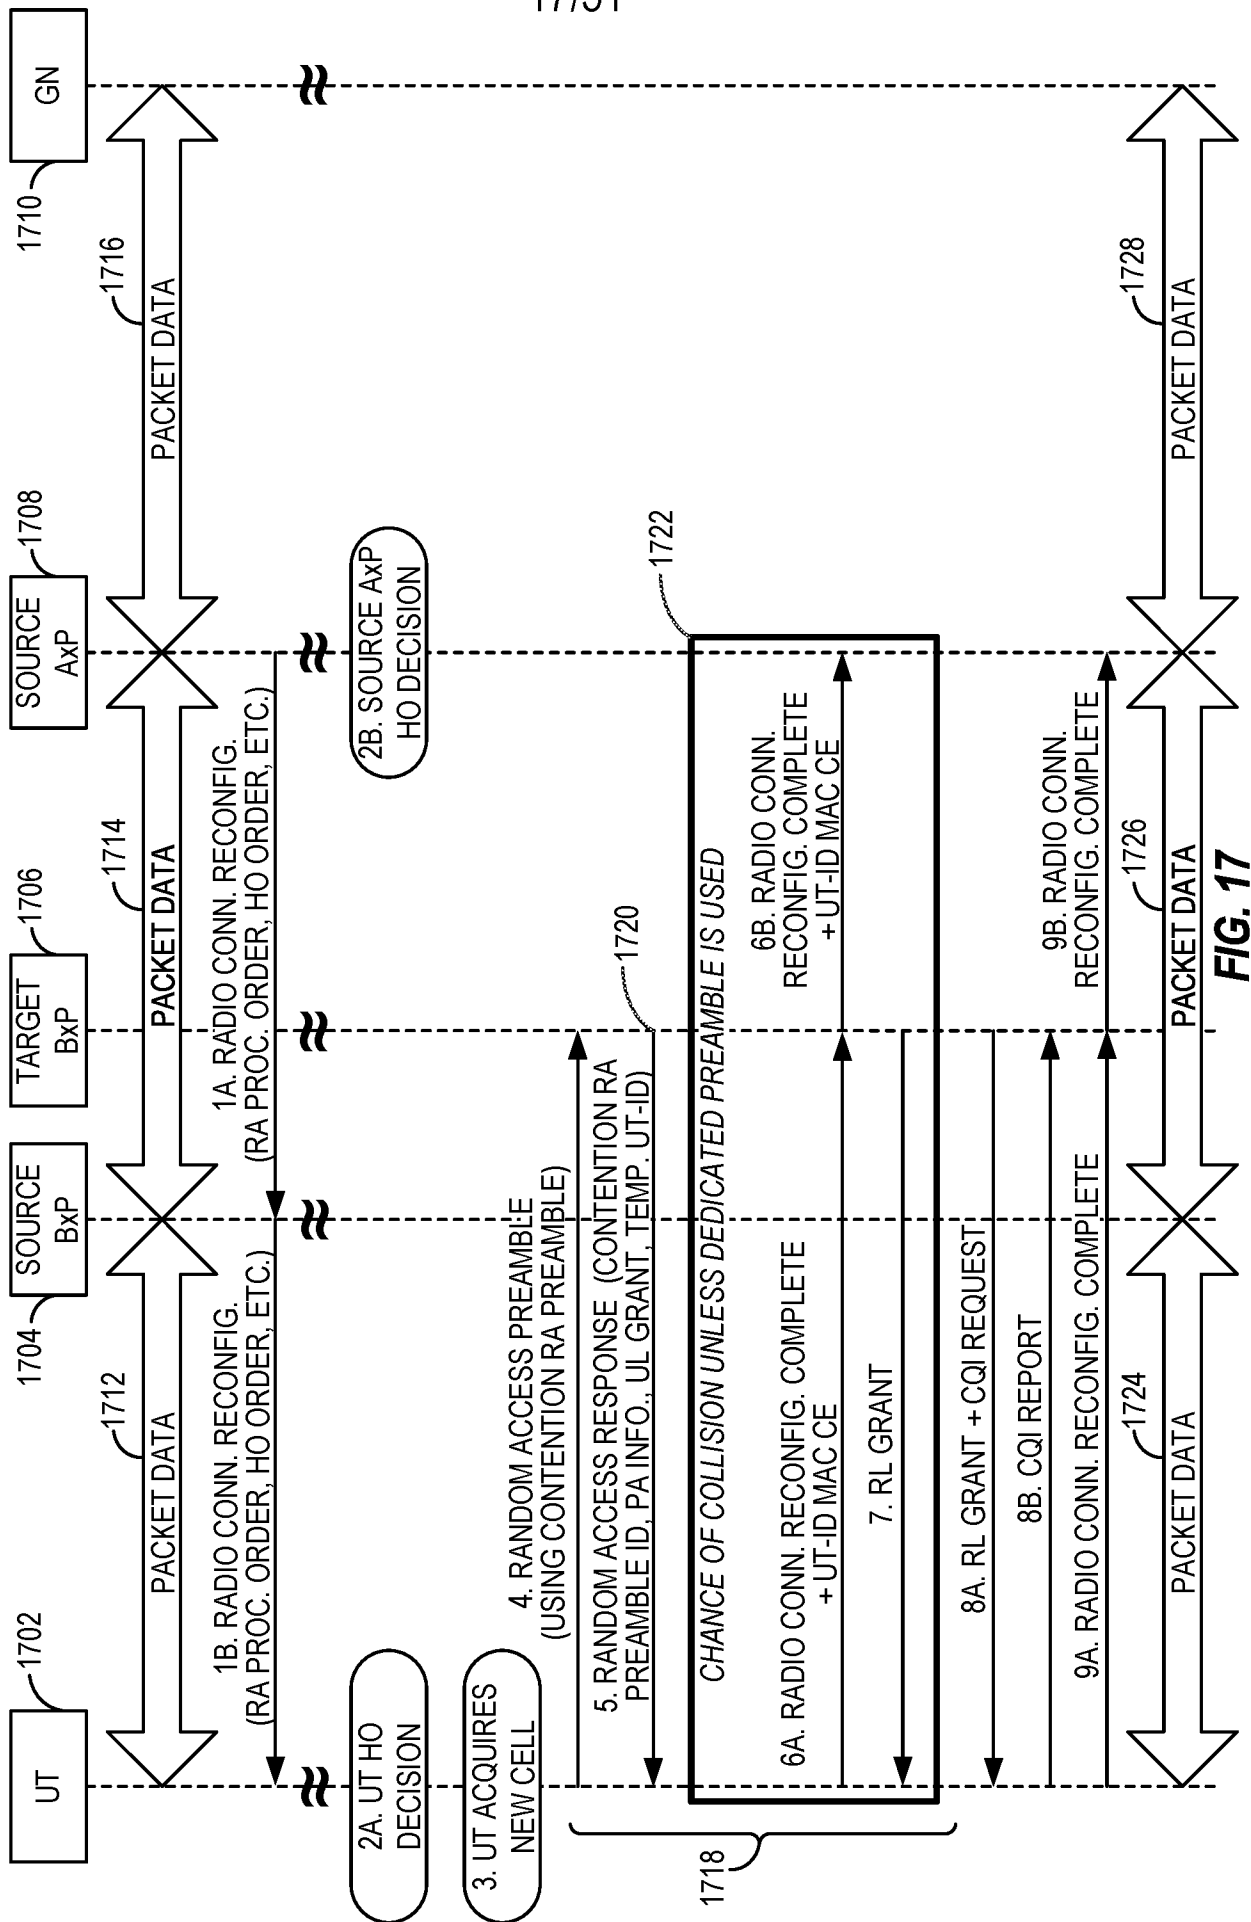 UT
1702
SOURCE
BxP
1704
TARGET
BxP
1706
SOURCE
AxP
1708
GN
1710
1712
PACKET DATA
1714
PACKET DATA
1716
PACKET DATA
1A. RADIO CONN. RECONFIG.
(RA PROC. ORDER, HO ORDER, ETC.)
1B. RADIO CONN. RECONFIG.
(RA PROC. ORDER, HO ORDER, ETC.)
2A. UT HO
DECISION
2B. SOURCE AxP
HO DECISION
3. UT ACQUIRES
NEW CELL
4. RANDOM ACCESS PREAMBLE
(USING CONTENTION RA PREAMBLE)
5. RANDOM ACCESS RESPONSE (CONTENTION RA
PREAMBLE ID, PA INFO., UL GRANT, TEMP. UT-ID)
1720
1718
1722
CHANCE OF COLLISION UNLESS DEDICATED PREAMBLE IS USED
6A. RADIO CONN. RECONFIG. COMPLETE
+ UT-ID MAC CE
6B. RADIO CONN.
RECONFIG. COMPLETE
+ UT-ID MAC CE
7. RL GRANT
8A. RL GRANT + CQI REQUEST
8B. CQI REPORT
9A. RADIO CONN. RECONFIG. COMPLETE
9B. RADIO CONN.
RECONFIG. COMPLETE
1724
PACKET DATA
1726
PACKET DATA
1728
PACKET DATA
FIG. 17